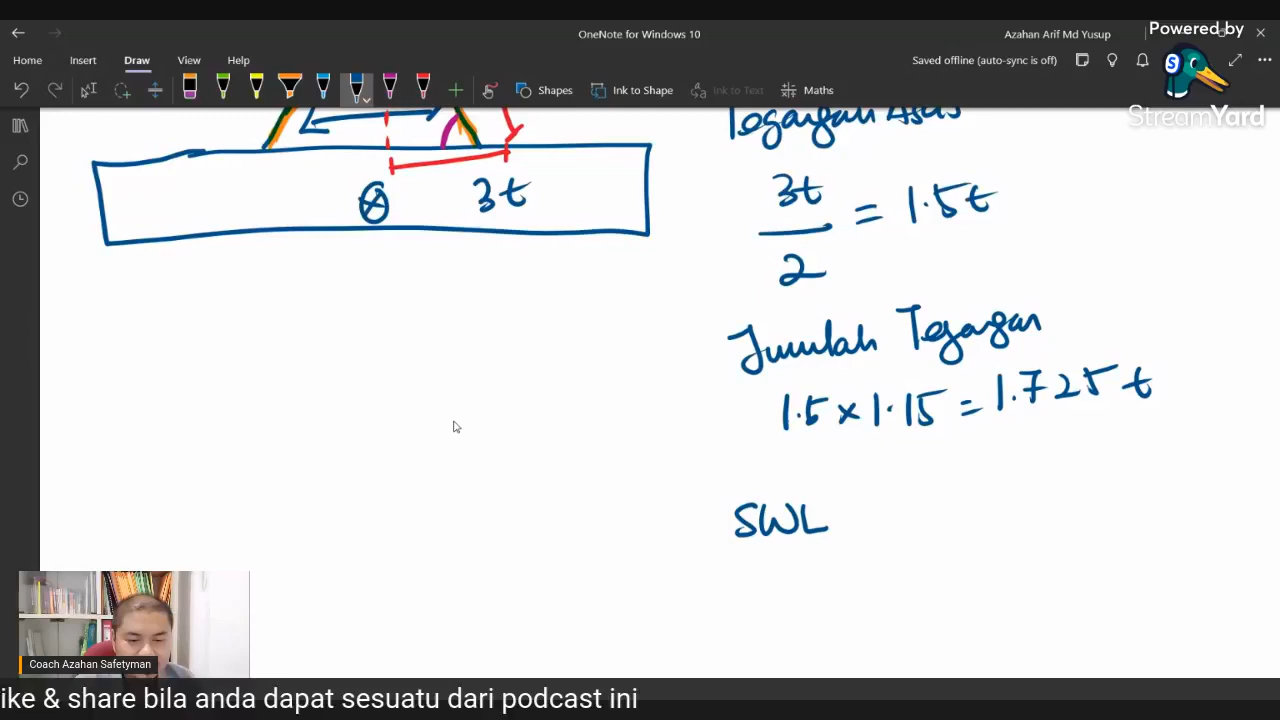 OneNote for Windows 10
Azahan Arif Md Yusup
Powered by
StreamYard
Home Insert Draw View Help
Saved offline (auto-sync is off)
Shapes Ink to Shape Ink to Text Maths
Tegangan Asas
3t
2
= 1.5t
⊗ 3t
Jumlah Tegangan
1.5 × 1.15 = 1.725 t
SWL
Coach Azahan Safetyman
ike & share bila anda dapat sesuatu dari podcast ini